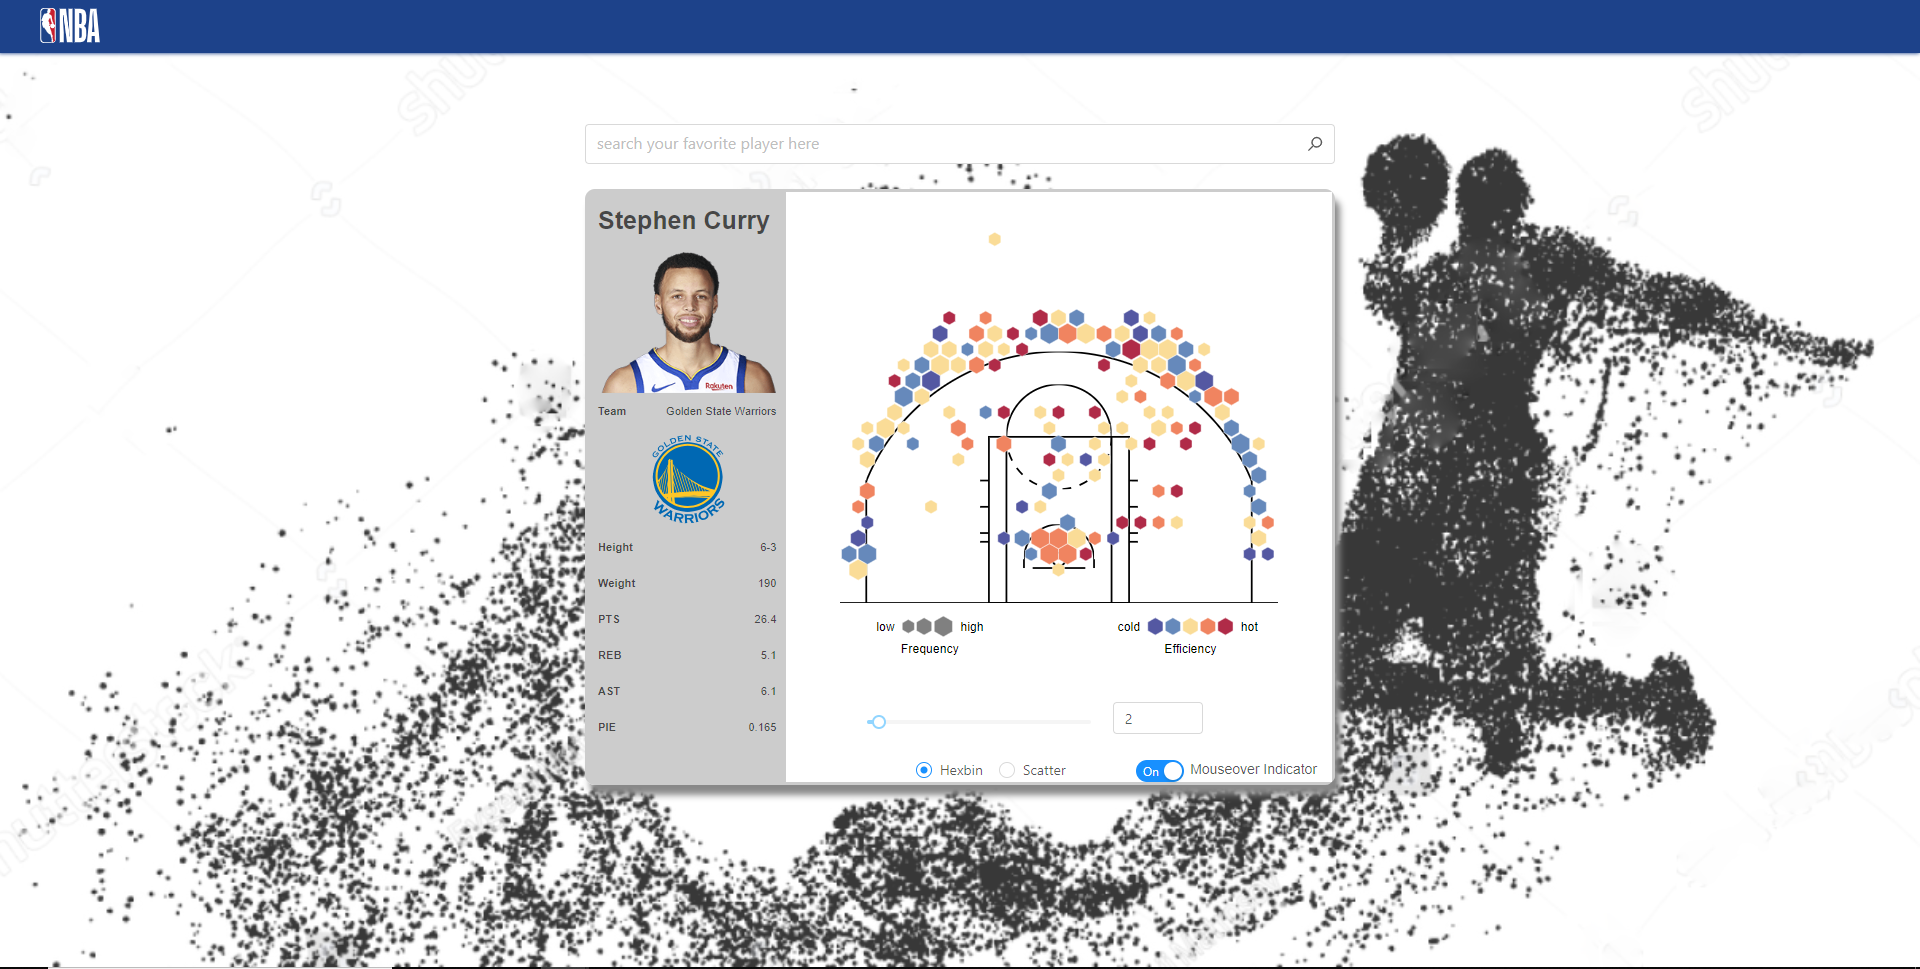 NBA
search your favorite player here
Stephen Curry
Rakuten
Team Golden State Warriors
GOLDEN STATE
WARRIORS
Height 6-3
Weight 190
PTS 26.4
REB 5.1
AST 6.1
PIE 0.165
low high
Frequency
cold hot
Efficiency
2
Hexbin Scatter On Mouseover Indicator